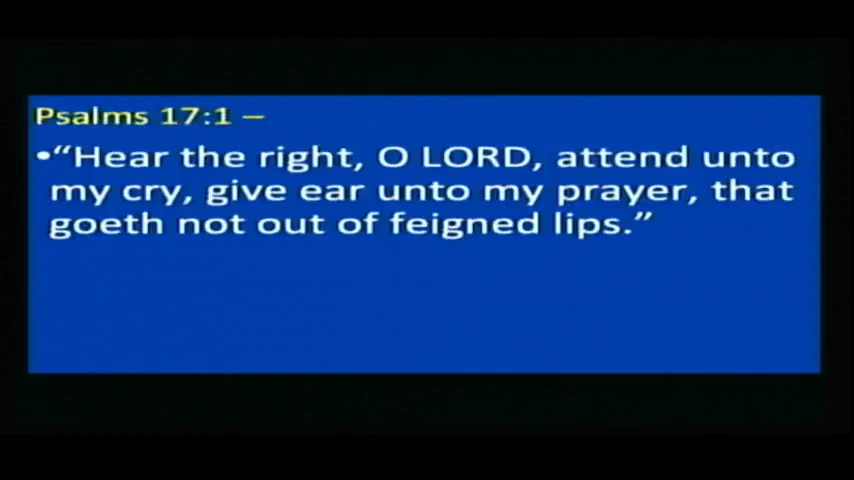 Psalms 17:1 –
•“Hear the right, O LORD, attend unto
my cry, give ear unto my prayer, that
goeth not out of feigned lips.”